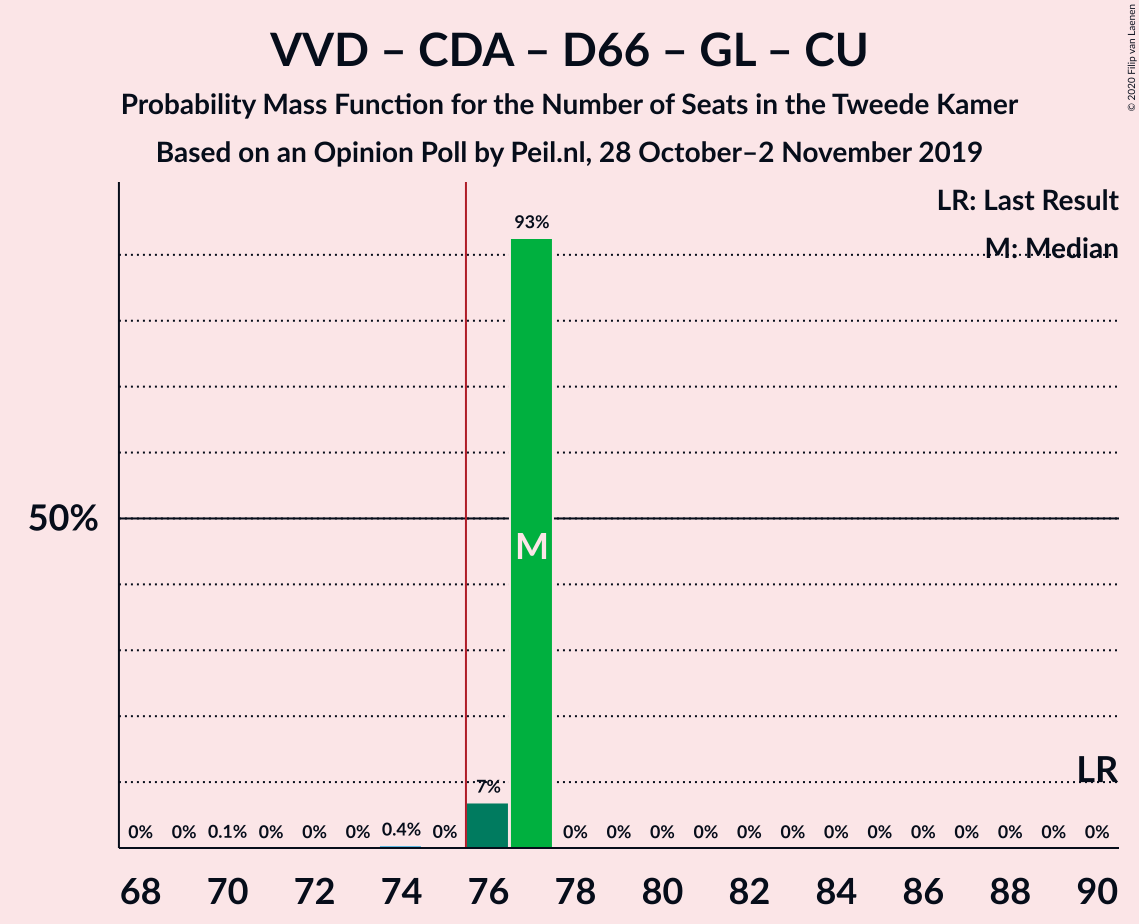 VVD – CDA – D66 – GL – CU
Probability Mass Function for the Number of Seats in the Tweede Kamer
Based on an Opinion Poll by Peil.nl, 28 October–2 November 2019
© 2020 Filip van Laenen
LR: Last Result
M: Median
93%
50%
M
LR
7%
0% 0% 0.1% 0% 0% 0% 0.4% 0% 0% 0% 0% 0% 0% 0% 0% 0% 0% 0% 0% 0% 0%
68 70 72 74 76 78 80 82 84 86 88 90